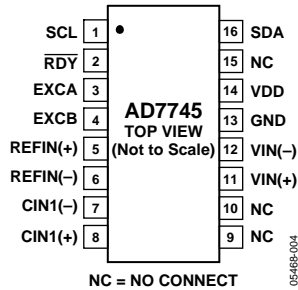 SCL 1 16 SDA
RDY 2 15 NC
EXCA 3 14 VDD
EXCB 4 13 GND
REFIN(+) 5 12 VIN(–)
REFIN(–) 6 11 VIN(+)
CIN1(–) 7 10 NC
CIN1(+) 8 9 NC
AD7745
TOP VIEW
(Not to Scale)
NC = NO CONNECT
05468-004